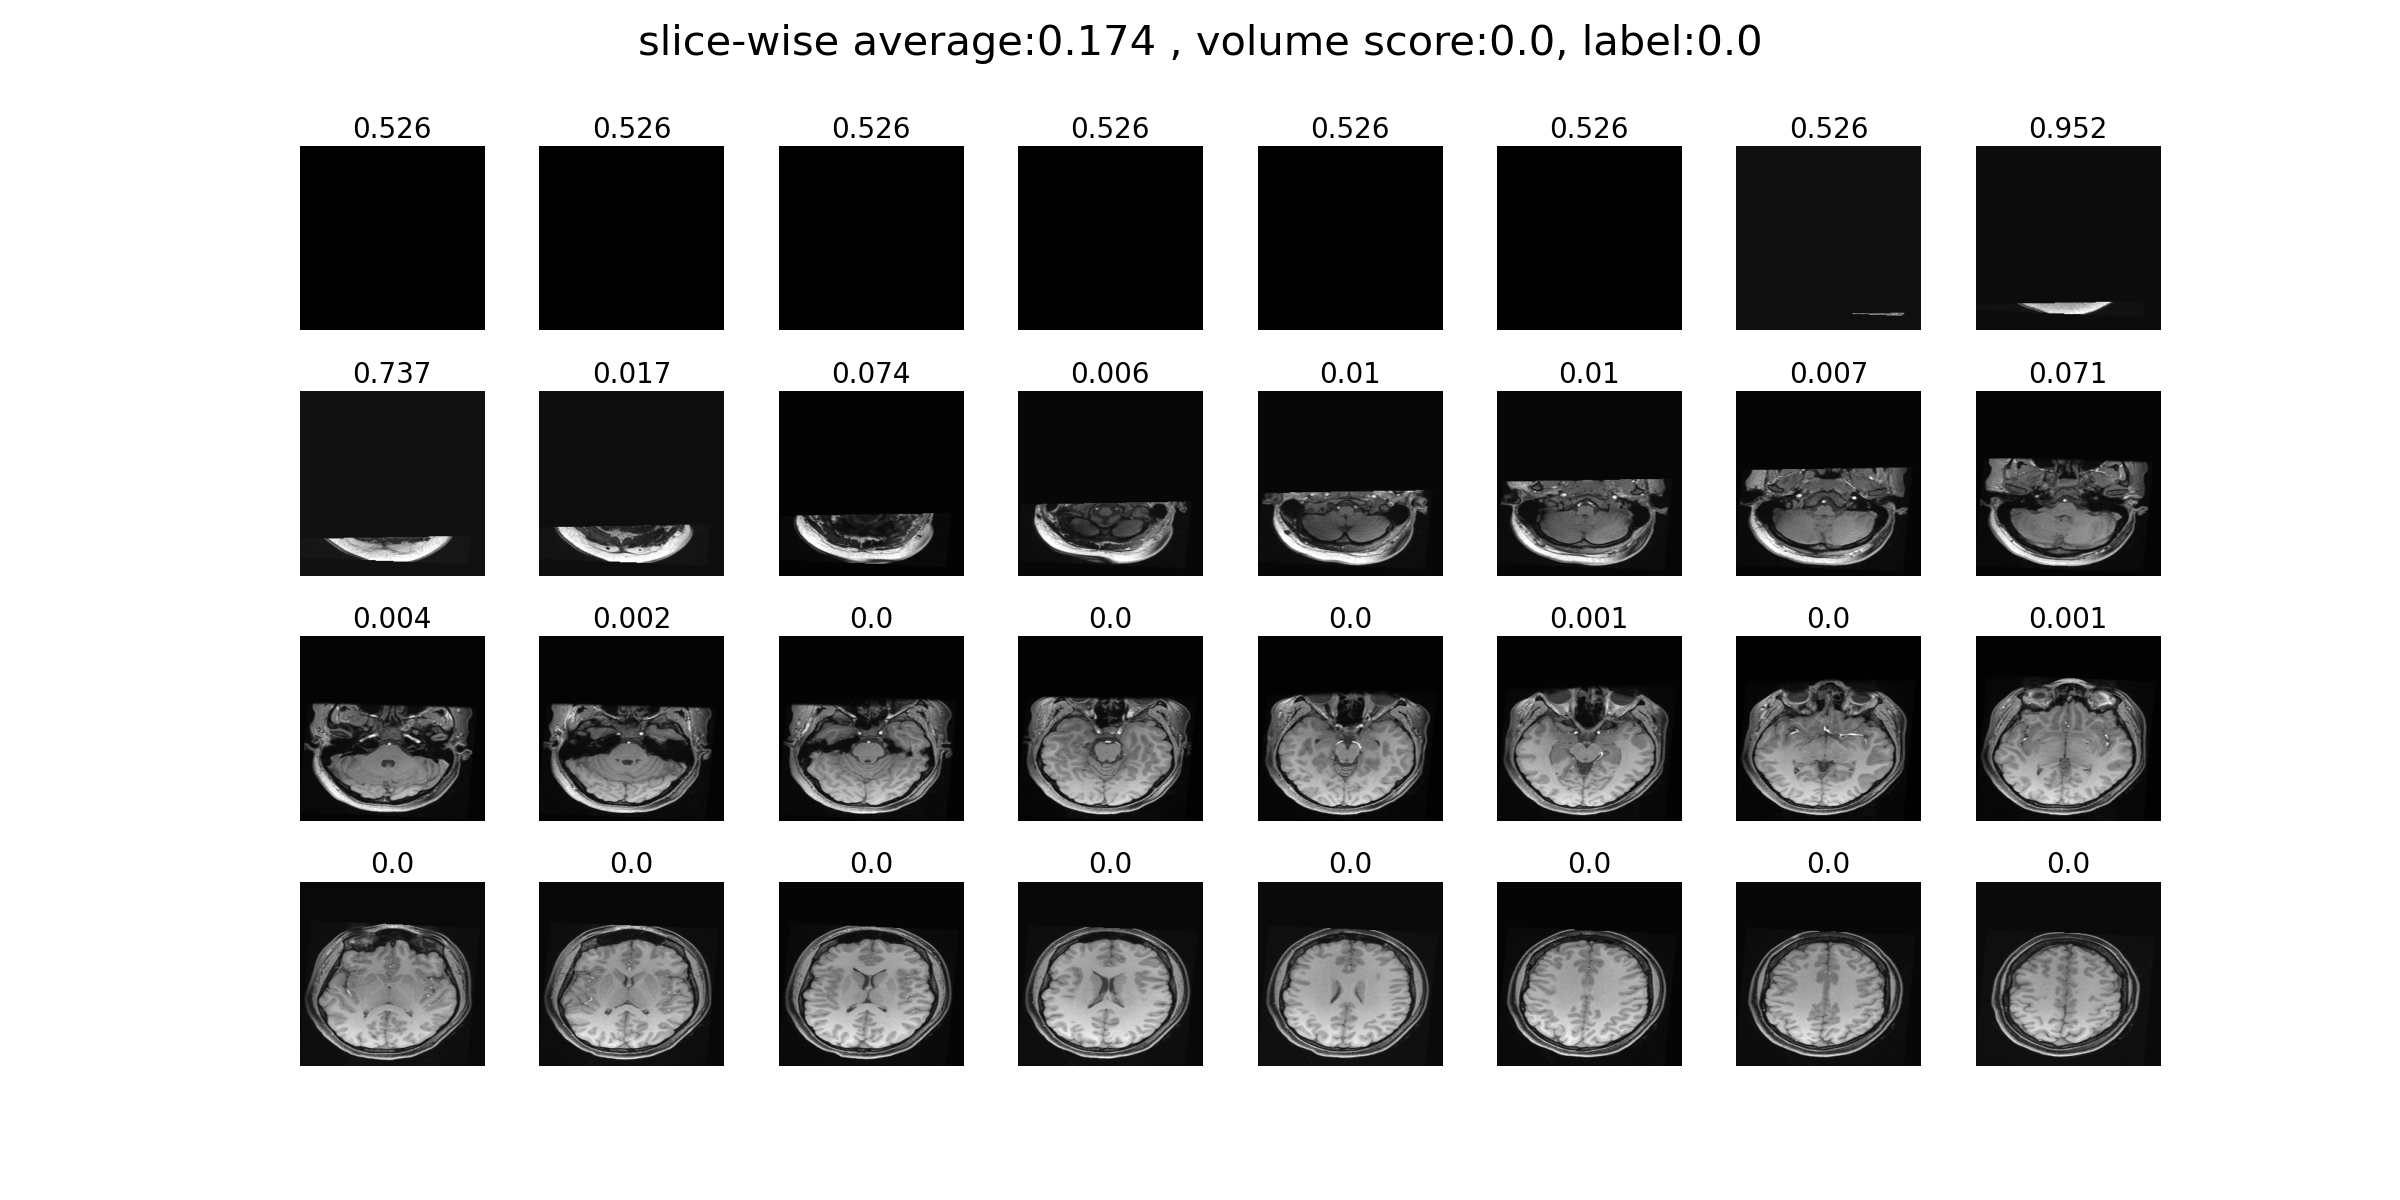 slice-wise average:0.174 , volume score:0.0, label:0.0
0.526 0.526 0.526 0.526 0.526 0.526 0.526 0.952
0.737 0.017 0.074 0.006 0.01 0.01 0.007 0.071
0.004 0.002 0.0 0.0 0.0 0.001 0.0 0.001
0.0 0.0 0.0 0.0 0.0 0.0 0.0 0.0